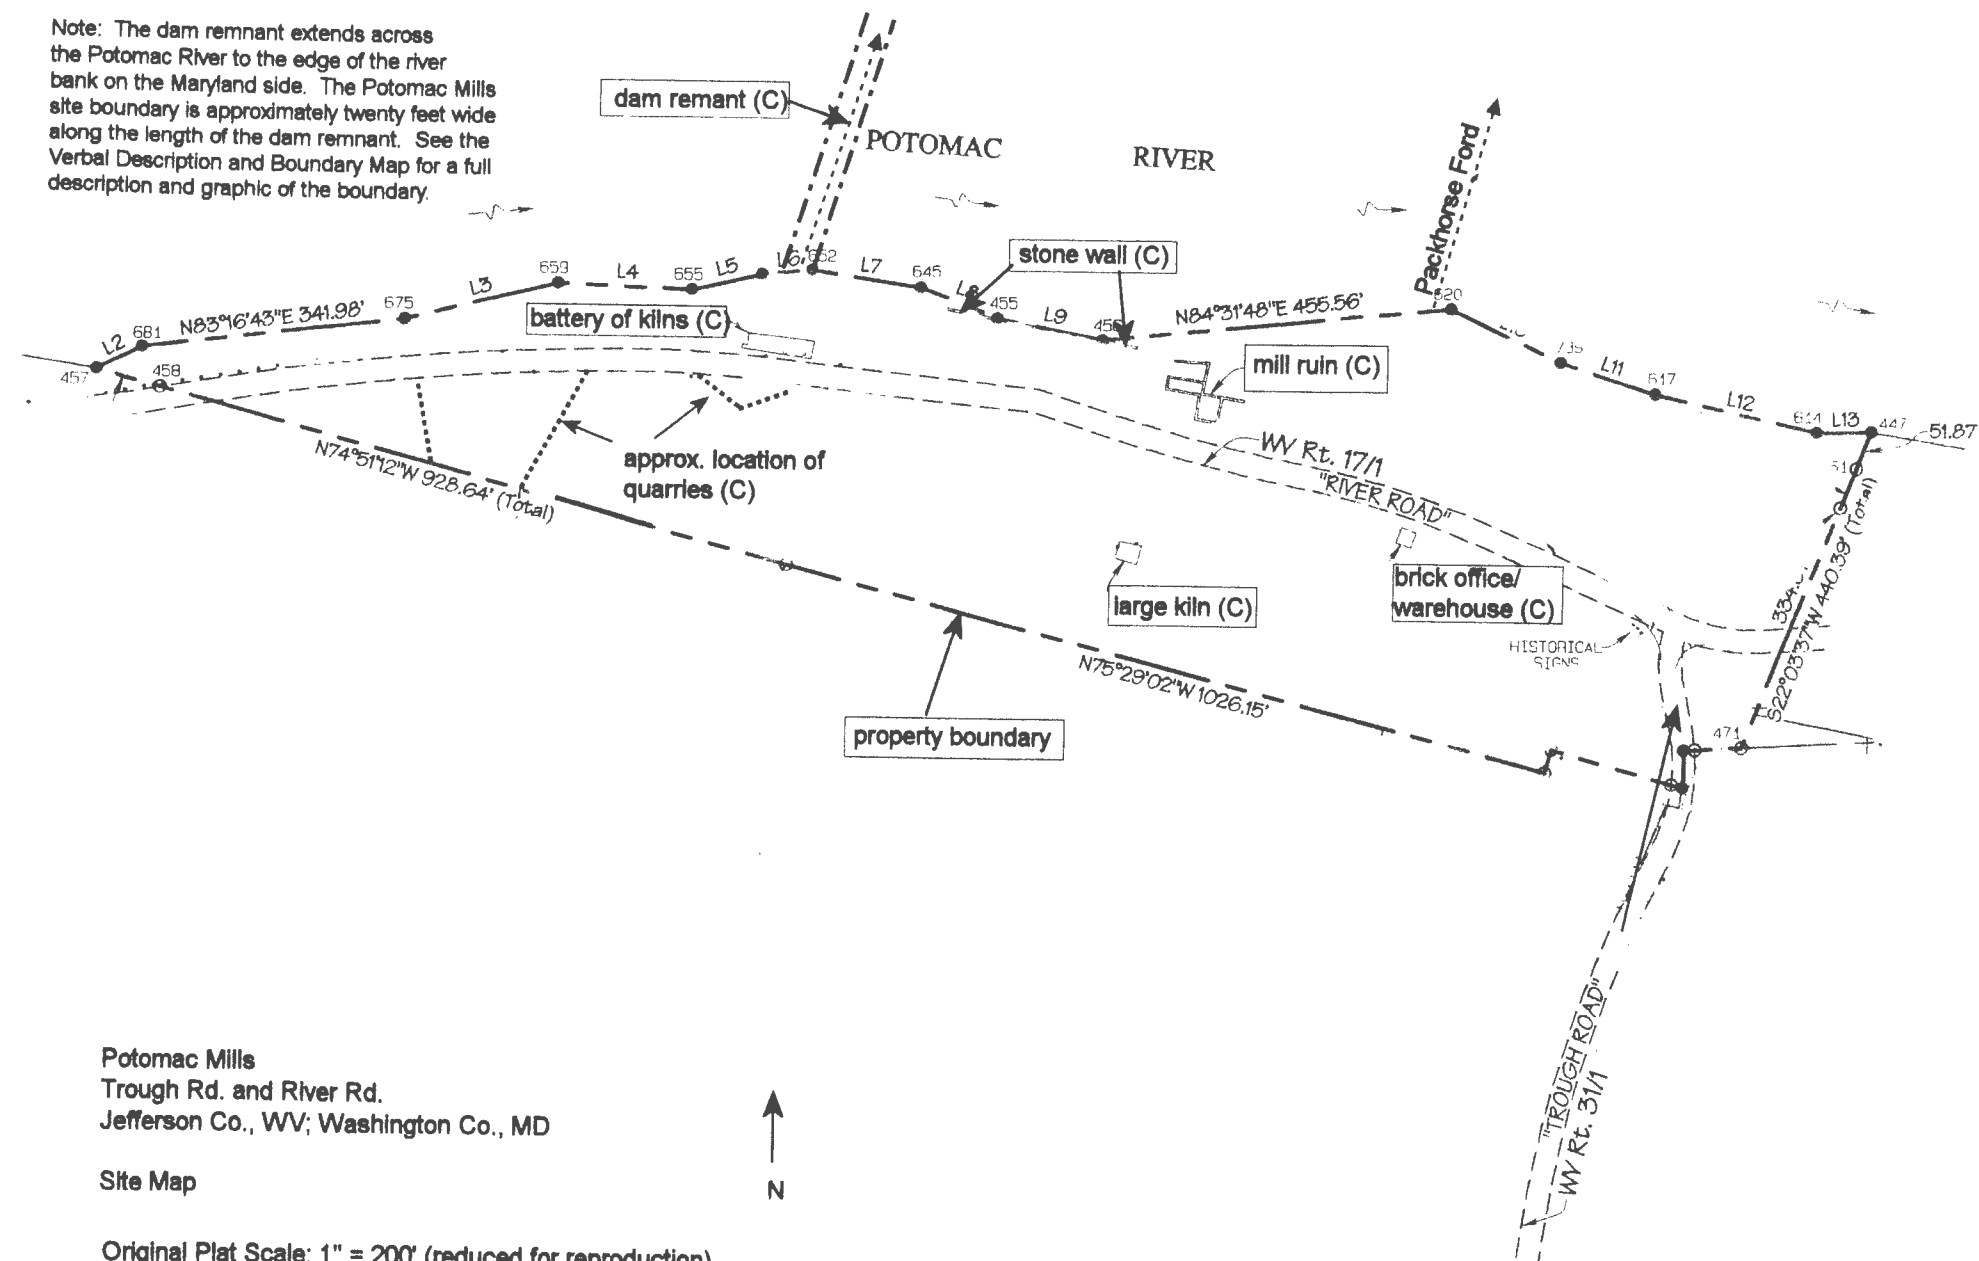 Note: The dam remnant extends across
the Potomac River to the edge of the river
bank on the Maryland side. The Potomac Mills
site boundary is approximately twenty feet wide
along the length of the dam remnant. See the
Verbal Description and Boundary Map for a full
description and graphic of the boundary.
dam remant (C)
POTOMAC
RIVER
Packhorse Ford
stone wall (C)
L2
681
N83°16'43"E 341.98'
675
L3
659
L4
655
L5
L6
662
L7
645
L8
455
L9
N84°31'48"E 455.56'
620
L11
617
L12
614
L13
447
51.87
457
458
battery of kilns (C)
mill ruin (C)
N74°51'12"W 928.64' (Total)
approx. location of
quarries (C)
WV Rt. 17/1
"RIVER ROAD"
large kiln (C)
brick office/
warehouse (C)
HISTORICAL
SIGNS
S22°03'37"W 440.39' (Total)
471
N75°29'02"W 1026.15'
property boundary
"TROUGH ROAD"
WV Rt. 31/1
Potomac Mills
Trough Rd. and River Rd.
Jefferson Co., WV; Washington Co., MD
N
Site Map
Original Plat Scale: 1" = 200' (reduced for reproduction)